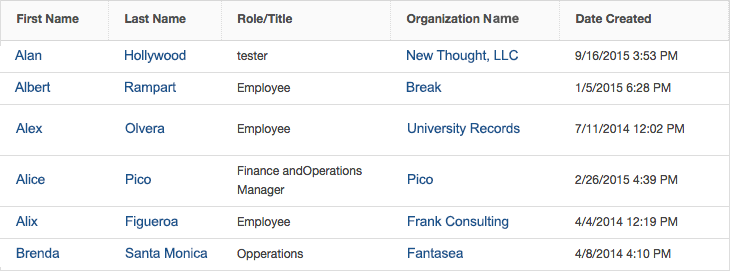 First Name Last Name Role/Title Organization Name Date Created
Alan Hollywood tester New Thought, LLC 9/16/2015 3:53 PM
Albert Rampart Employee Break 1/5/2015 6:28 PM
Alex Olvera Employee University Records 7/11/2014 12:02 PM
Alice Pico Finance andOperations Pico 2/26/2015 4:39 PM
Manager
Alix Figueroa Employee Frank Consulting 4/4/2014 12:19 PM
Brenda Santa Monica Opperations Fantasea 4/8/2014 4:10 PM